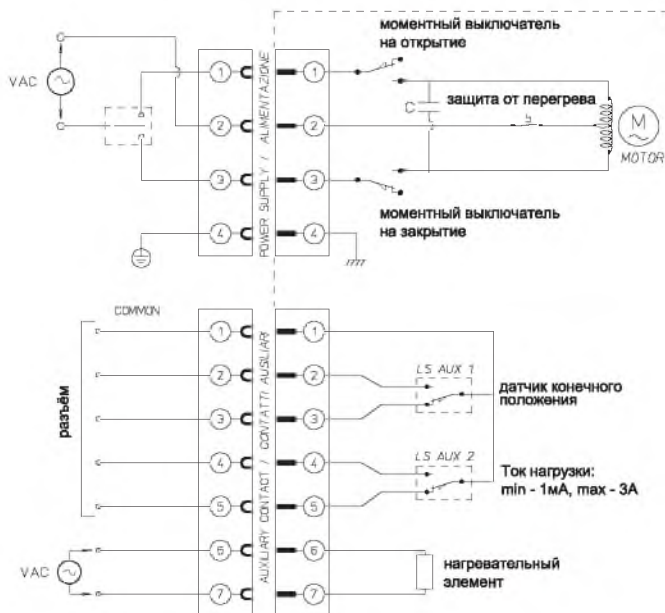 моментный выключатель
на открытие
VAC
1
1
защита от перегрева
C
2
2
M
MOTOR
3
3
моментный выключатель
на закрытие
4
4
POWER SUPPLY / ALIMENTAZIONE
COMMON
1
1
разъём
2
2
LS AUX 1
датчик конечного
положения
3
3
4
4
LS AUX 2
Ток нагрузки:
min - 1мА, max - 3А
5
5
AUXILIARY CONTACT / CONTATTI AUSILIARI
6
6
VAC
нагревательный
элемент
7
7